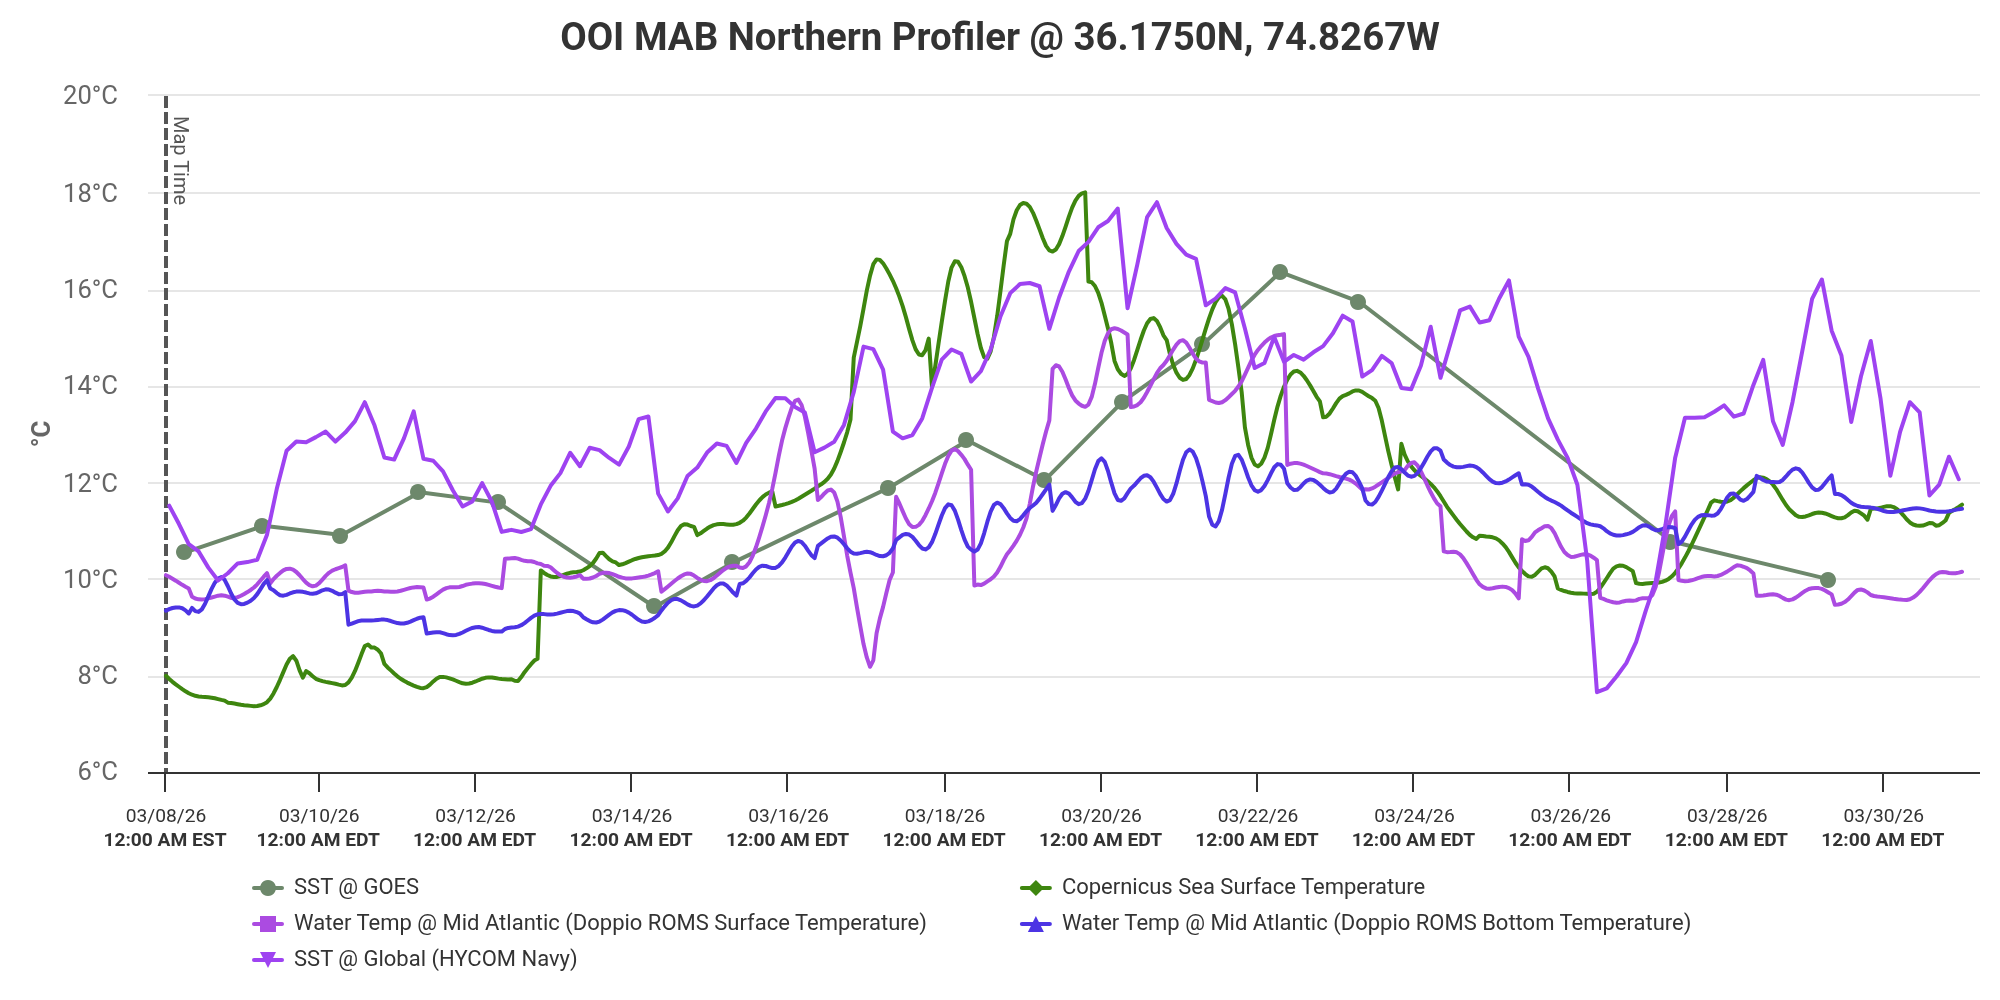 OOI MAB Northern Profiler @ 36.1750N, 74.8267W
20°C
18°C
16°C
14°C
12°C
10°C
8°C
6°C
°C
Map Time
03/08/26 03/10/26 03/12/26 03/14/26 03/16/26 03/18/26 03/20/26 03/22/26 03/24/26 03/26/26 03/28/26 03/30/26
12:00 AM EST 12:00 AM EDT 12:00 AM EDT 12:00 AM EDT 12:00 AM EDT 12:00 AM EDT 12:00 AM EDT 12:00 AM EDT 12:00 AM EDT 12:00 AM EDT 12:00 AM EDT 12:00 AM EDT
SST @ GOES
Copernicus Sea Surface Temperature
Water Temp @ Mid Atlantic (Doppio ROMS Surface Temperature)
Water Temp @ Mid Atlantic (Doppio ROMS Bottom Temperature)
SST @ Global (HYCOM Navy)